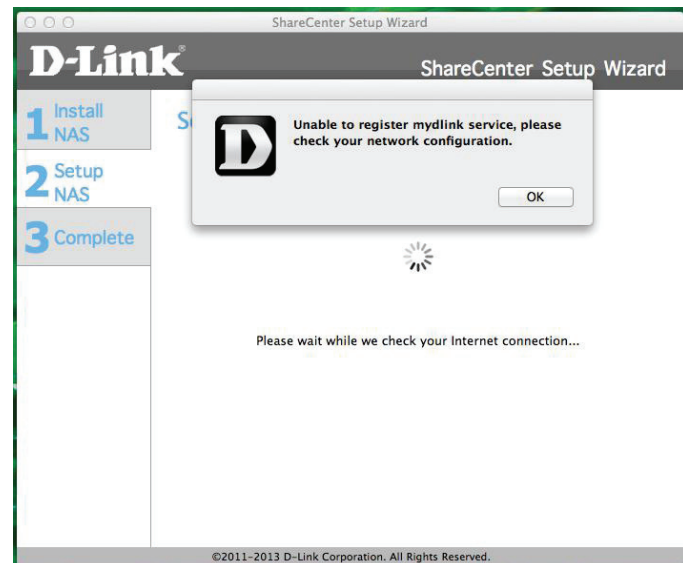 ShareCenter Setup Wizard
D-Link®
ShareCenter Setup Wizard
1 Install
NAS
2 Setup
NAS
3 Complete
S
D
Unable to register mydlink service, please
check your network configuration.
OK
Please wait while we check your Internet connection...
©2011-2013 D-Link Corporation. All Rights Reserved.